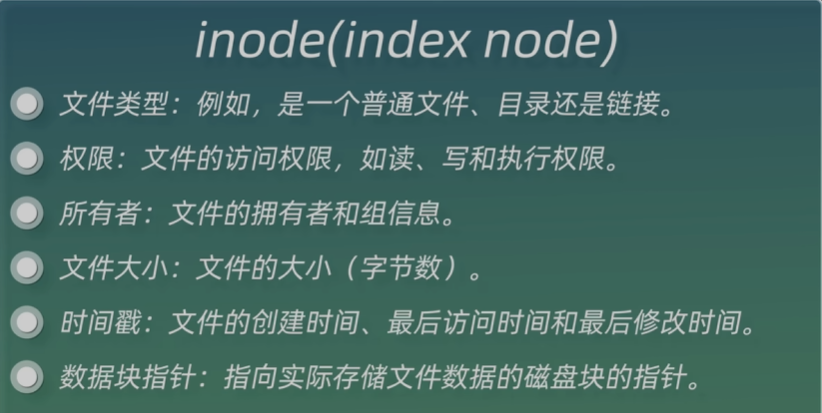 inode(index node)
文件类型：例如，是一个普通文件、目录还是链接。
权限：文件的访问权限，如读、写和执行权限。
所有者：文件的拥有者和组信息。
文件大小：文件的大小（字节数）。
时间戳：文件的创建时间、最后访问时间和最后修改时间。
数据块指针：指向实际存储文件数据的磁盘块的指针。